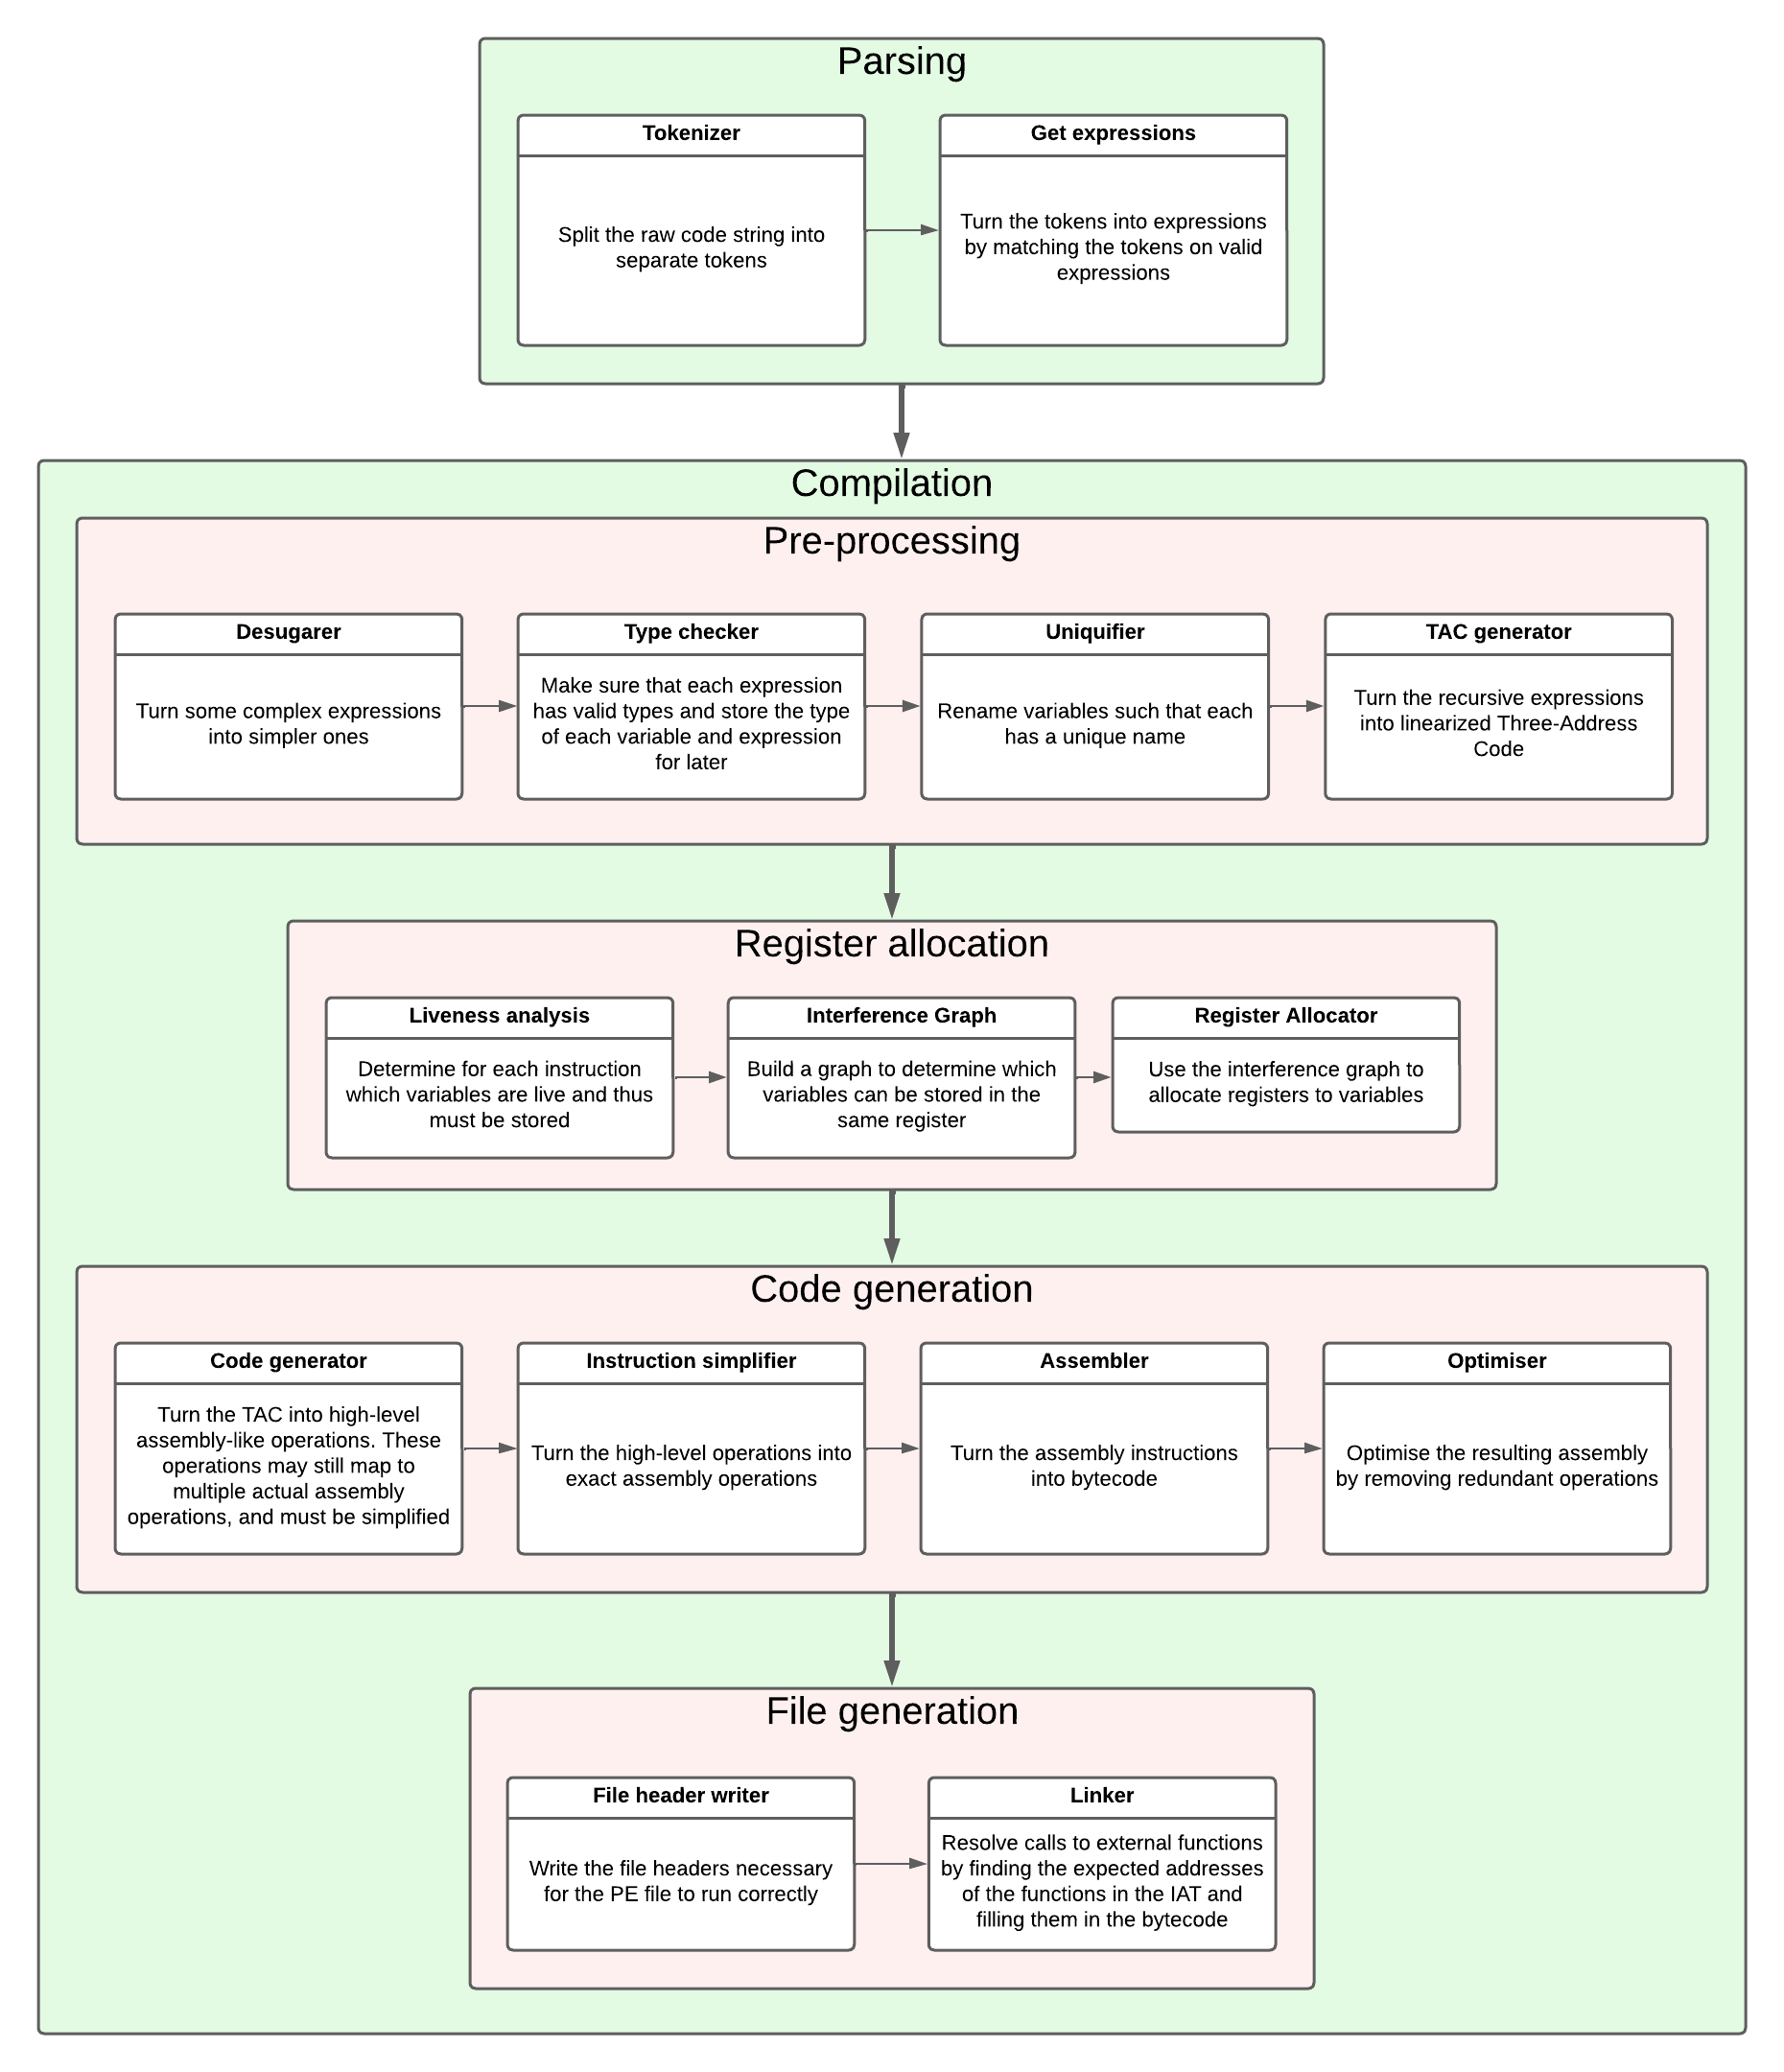 Parsing
Tokenizer
Split the raw code string into
separate tokens
Get expressions
Turn the tokens into expressions
by matching the tokens on valid
expressions
Compilation
Pre-processing
Desugarer
Turn some complex expressions
into simpler ones
Type checker
Make sure that each expression
has valid types and store the type
of each variable and expression
for later
Uniquifier
Rename variables such that each
has a unique name
TAC generator
Turn the recursive expressions
into linearized Three-Address
Code
Register allocation
Liveness analysis
Determine for each instruction
which variables are live and thus
must be stored
Interference Graph
Build a graph to determine which
variables can be stored in the
same register
Register Allocator
Use the interference graph to
allocate registers to variables
Code generation
Code generator
Turn the TAC into high-level
assembly-like operations. These
operations may still map to
multiple actual assembly
operations, and must be simplified
Instruction simplifier
Turn the high-level operations into
exact assembly operations
Assembler
Turn the assembly instructions
into bytecode
Optimiser
Optimise the resulting assembly
by removing redundant operations
File generation
File header writer
Write the file headers necessary
for the PE file to run correctly
Linker
Resolve calls to external functions
by finding the expected addresses
of the functions in the IAT and
filling them in the bytecode